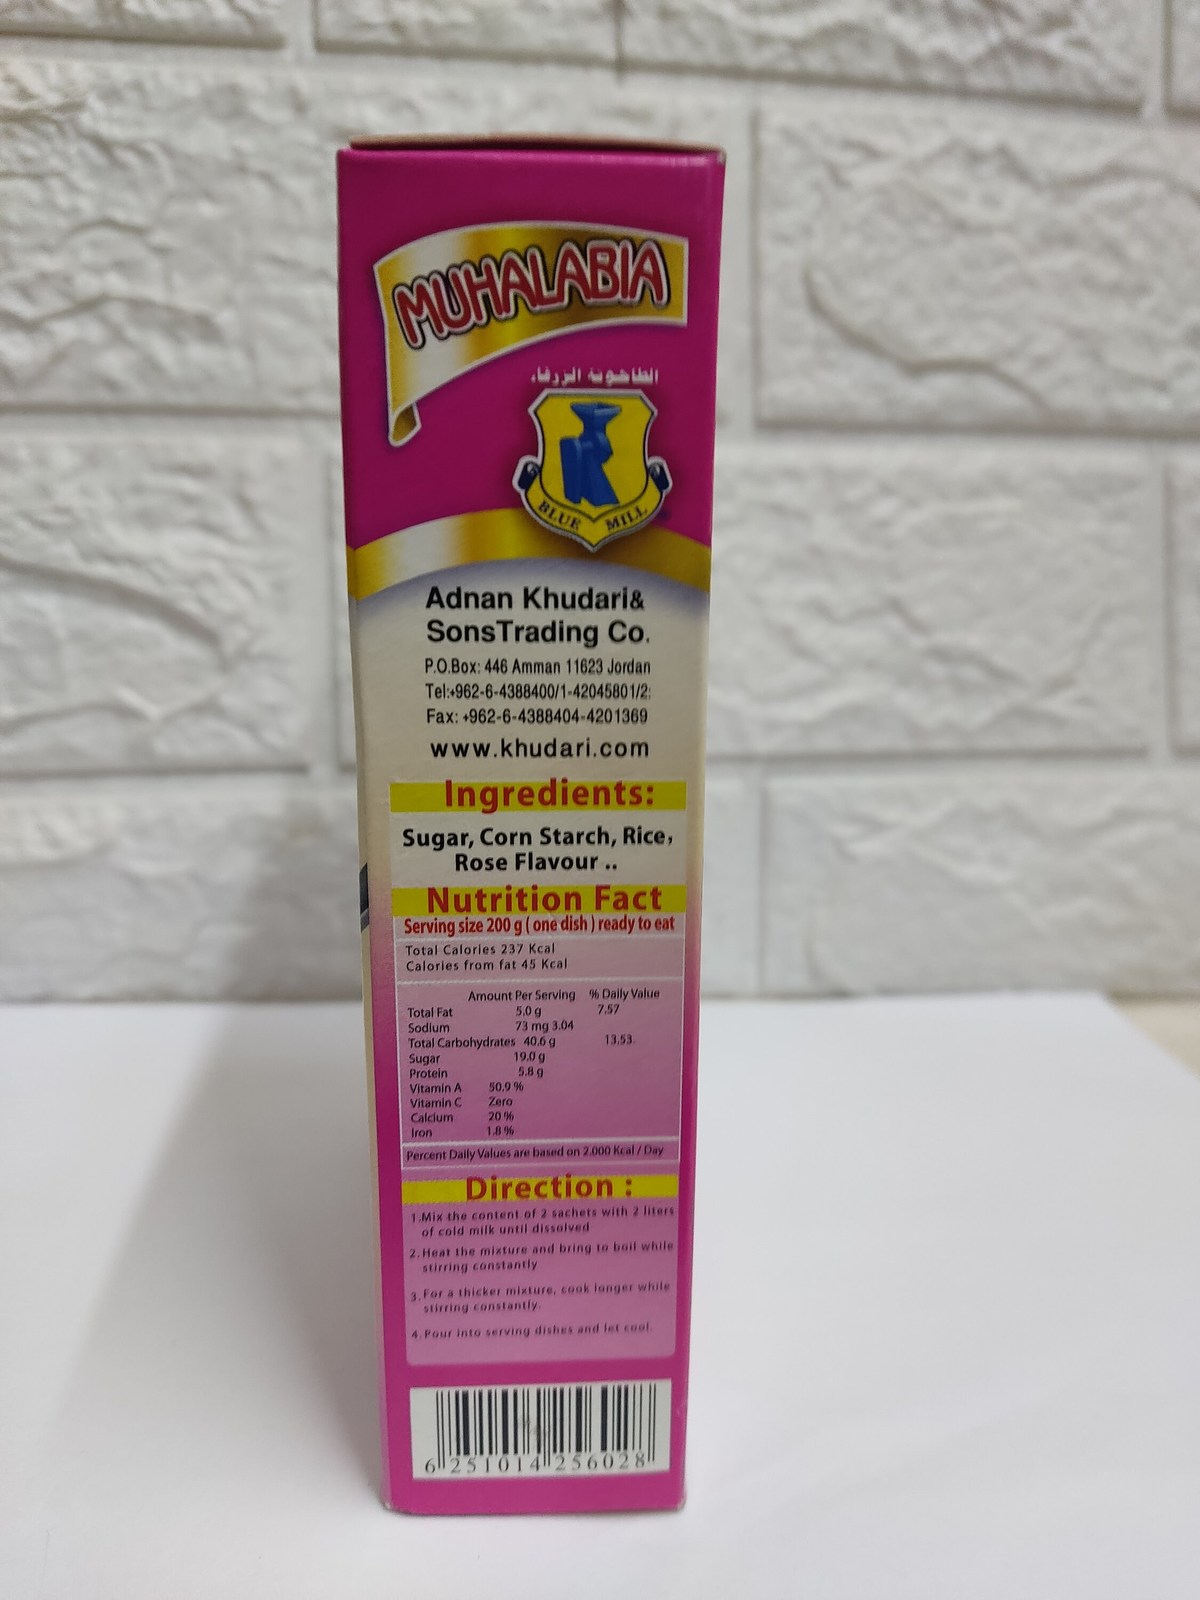 MUHALABIA
الطاحونة الزرقاء
BLUE MILL
Adnan Khudari&
SonsTrading Co.
P.O.Box: 446 Amman 11623 Jordan
Tel:+962-6-4388400/1-42045801/2:
Fax: +962-6-4388404-4201369
www.khudari.com
Ingredients:
Sugar, Corn Starch, Rice,
Rose Flavour ..
Nutrition Fact
Serving size 200 g ( one dish ) ready to eat
Total Calories 237 Kcal
Calories from fat 45 Kcal
Amount Per Serving % Daily Value
Total Fat 5.0 g 7.57
Sodium 73 mg 3.04
Total Carbohydrates 40.6 g 13.53
Sugar 19.0 g
Protein 5.8 g
Vitamin A 50.9 %
Vitamin C Zero
Calcium 20 %
Iron 1.8 %
Percent Daily Values are based on 2.000 Kcal / Day
Direction :
1.Mix the content of 2 sachets with 2 liters
of cold milk until dissolved
2.Heat the mixture and bring to boil while
stirring constantly
3.For a thicker mixture, cook longer while
stirring constantly.
4.Pour into serving dishes and let cool.
6 251014 256028